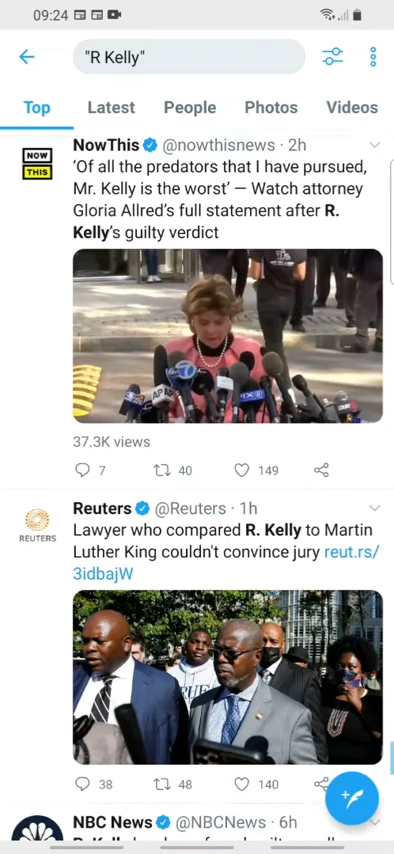 09:24
"R Kelly"
Top Latest People Photos Videos
NowThis @nowthisnews · 2h
NOW
THIS
‘Of all the predators that I have pursued,
Mr. Kelly is the worst’ — Watch attorney
Gloria Allred’s full statement after R.
Kelly’s guilty verdict
37.3K views
7 40 149
Reuters @Reuters · 1h
REUTERS
Lawyer who compared R. Kelly to Martin
Luther King couldn't convince jury reut.rs/
3idbajW
38 48 140
NBC News @NBCNews · 6h